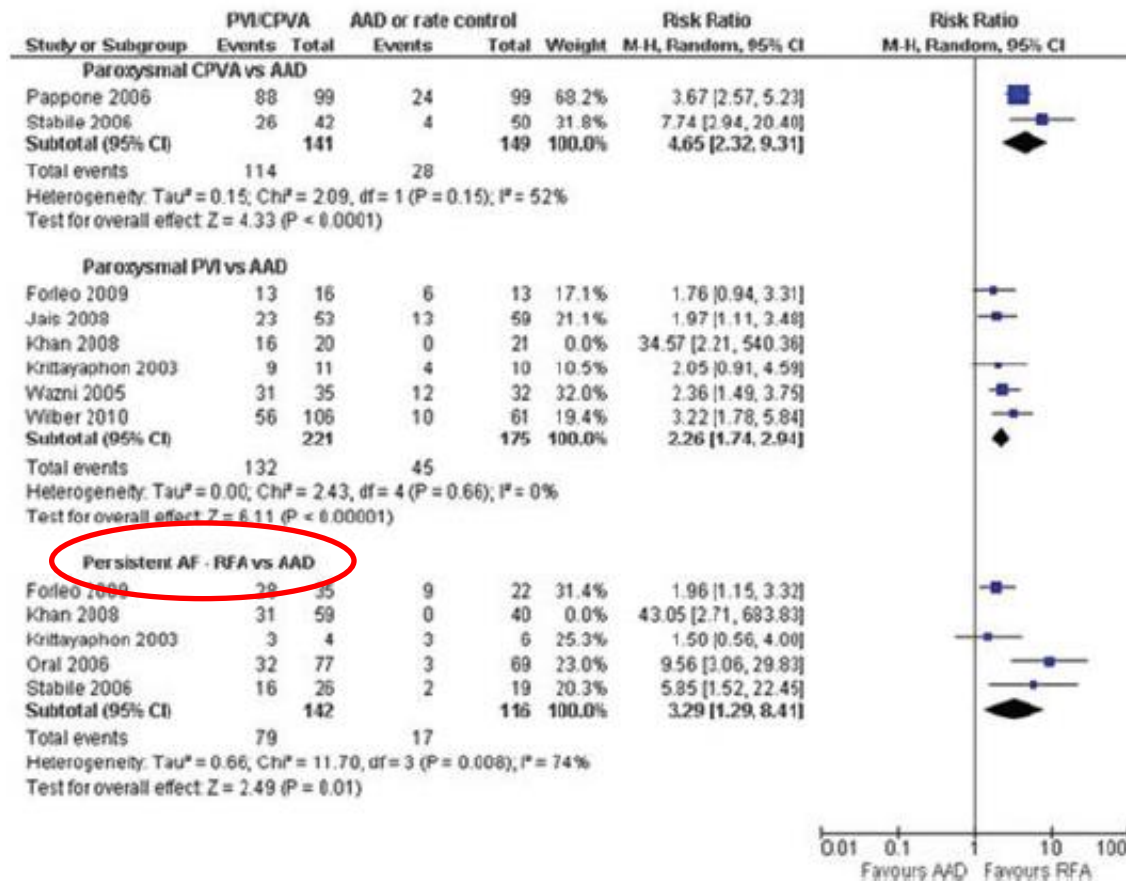 PVI/CPVA AAD or rate control Risk Ratio Risk Ratio
Study or Subgroup Events Total Events Total Weight M-H, Random, 95% CI M-H, Random, 95% CI
Paroxysmal CPVA vs AAD
Pappone 2006 88 99 24 99 68.2% 3.67 [2.57, 5.23]
Stabile 2006 26 42 4 50 31.8% 7.74 [2.94, 20.40]
Subtotal (95% CI) 141 149 100.0% 4.65 [2.32, 9.31]
Total events 114 28
Heterogeneity: Tau² = 0.15; Chi² = 2.09, df = 1 (P = 0.15); I² = 52%
Test for overall effect: Z = 4.33 (P < 0.0001)
Paroxysmal PVI vs AAD
Forleo 2009 13 16 6 13 17.1% 1.76 [0.94, 3.31]
Jais 2008 23 53 13 59 21.1% 1.97 [1.11, 3.48]
Khan 2008 16 20 0 21 0.0% 34.57 [2.21, 540.36]
Krittayaphon 2003 9 11 4 10 10.5% 2.05 [0.91, 4.59]
Wazni 2005 31 35 12 32 32.0% 2.36 [1.49, 3.75]
Wilber 2010 56 106 10 61 19.4% 3.22 [1.78, 5.84]
Subtotal (95% CI) 221 175 100.0% 2.26 [1.74, 2.94]
Total events 132 45
Heterogeneity: Tau² = 0.00; Chi² = 2.43, df = 4 (P = 0.66); I² = 0%
Test for overall effect: Z = 6.11 (P < 0.00001)
Persistent AF - RFA vs AAD
Forleo 2009 28 35 9 22 31.4% 1.96 [1.15, 3.32]
Khan 2008 31 59 0 40 0.0% 43.05 [2.71, 683.83]
Krittayaphon 2003 3 4 3 6 25.3% 1.50 [0.56, 4.00]
Oral 2006 32 77 3 69 23.0% 9.56 [3.06, 29.83]
Stabile 2006 16 26 2 19 20.3% 5.85 [1.52, 22.45]
Subtotal (95% CI) 142 116 100.0% 3.29 [1.29, 8.41]
Total events 79 17
Heterogeneity: Tau² = 0.66; Chi² = 11.70, df = 3 (P = 0.008); I² = 74%
Test for overall effect: Z = 2.49 (P = 0.01)
0.01 0.1 1 10 100
Favours AAD Favours RFA